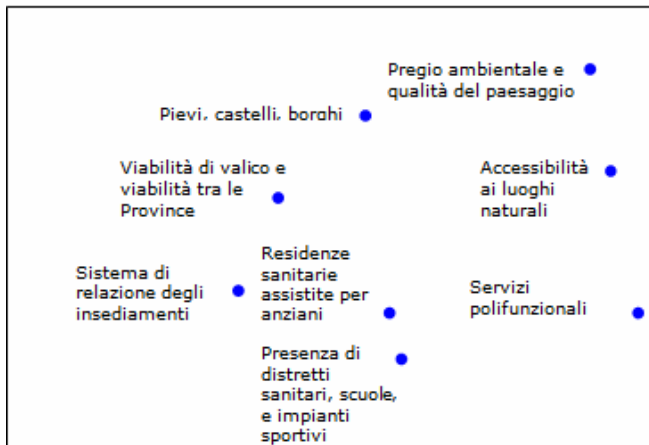 Pregio ambientale e
qualità del paesaggio
Pievi, castelli, borghi
Viabilità di valico e
viabilità tra le
Province
Accessibilità
ai luoghi
naturali
Residenze
sanitarie
assistite per
anziani
Sistema di
relazione degli
insediamenti
Servizi
polifunzionali
Presenza di
distretti
sanitari, scuole,
e impianti
sportivi